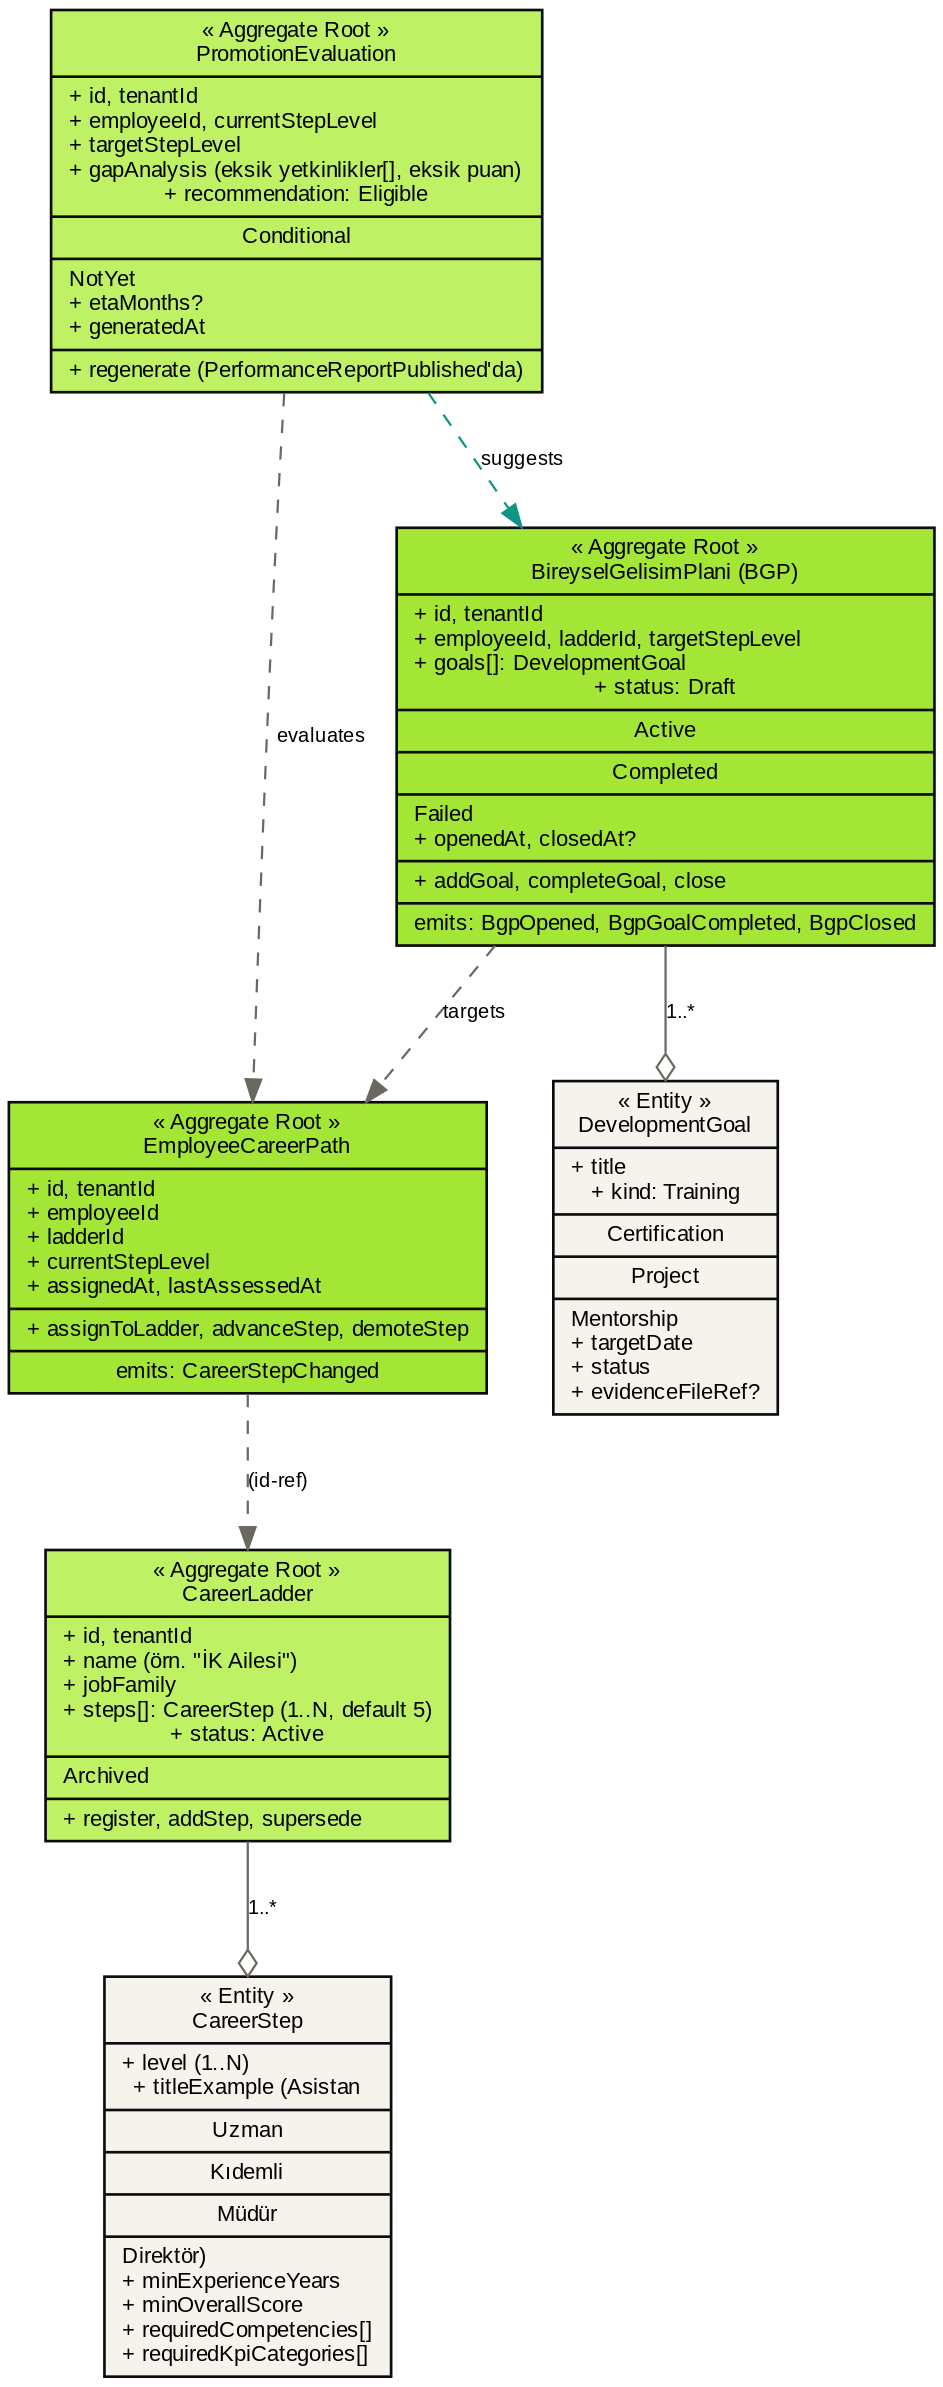 « Aggregate Root »
PromotionEvaluation
+ id, tenantId
+ employeeId, currentStepLevel
+ targetStepLevel
+ gapAnalysis (eksik yetkinlikler[], eksik puan)
+ recommendation: Eligible
Conditional
NotYet
+ etaMonths?
+ generatedAt
+ regenerate (PerformanceReportPublished'da)
suggests
evaluates
« Aggregate Root »
BireyselGelisimPlani (BGP)
+ id, tenantId
+ employeeId, ladderId, targetStepLevel
+ goals[]: DevelopmentGoal
+ status: Draft
Active
Completed
Failed
+ openedAt, closedAt?
+ addGoal, completeGoal, close
emits: BgpOpened, BgpGoalCompleted, BgpClosed
targets
1..*
« Aggregate Root »
EmployeeCareerPath
+ id, tenantId
+ employeeId
+ ladderId
+ currentStepLevel
+ assignedAt, lastAssessedAt
+ assignToLadder, advanceStep, demoteStep
emits: CareerStepChanged
« Entity »
DevelopmentGoal
+ title
+ kind: Training
Certification
Project
Mentorship
+ targetDate
+ status
+ evidenceFileRef?
(id-ref)
« Aggregate Root »
CareerLadder
+ id, tenantId
+ name (örn. "İK Ailesi")
+ jobFamily
+ steps[]: CareerStep (1..N, default 5)
+ status: Active
Archived
+ register, addStep, supersede
1..*
« Entity »
CareerStep
+ level (1..N)
+ titleExample (Asistan
Uzman
Kıdemli
Müdür
Direktör)
+ minExperienceYears
+ minOverallScore
+ requiredCompetencies[]
+ requiredKpiCategories[]